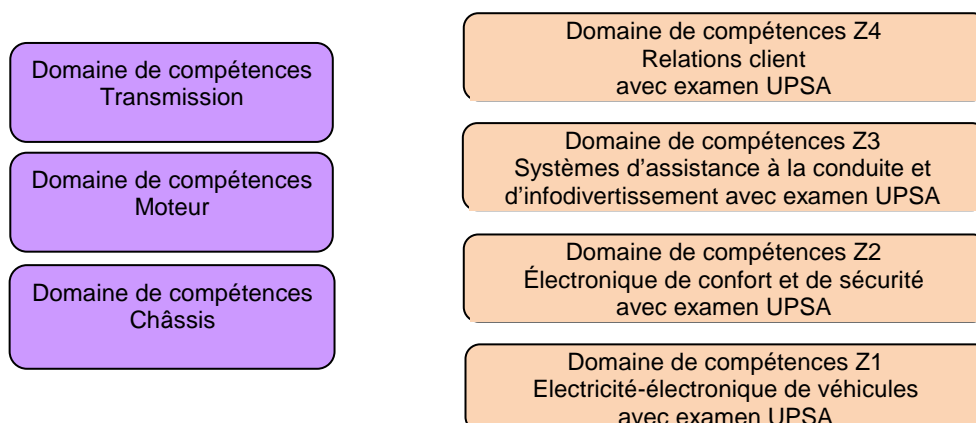 Domaine de compétences
Transmission
Domaine de compétences
Moteur
Domaine de compétences
Châssis
Domaine de compétences Z4
Relations client
avec examen UPSA
Domaine de compétences Z3
Systèmes d’assistance à la conduite et
d’infodivertissement avec examen UPSA
Domaine de compétences Z2
Électronique de confort et de sécurité
avec examen UPSA
Domaine de compétences Z1
Electricité-électronique de véhicules
avec examen UPSA